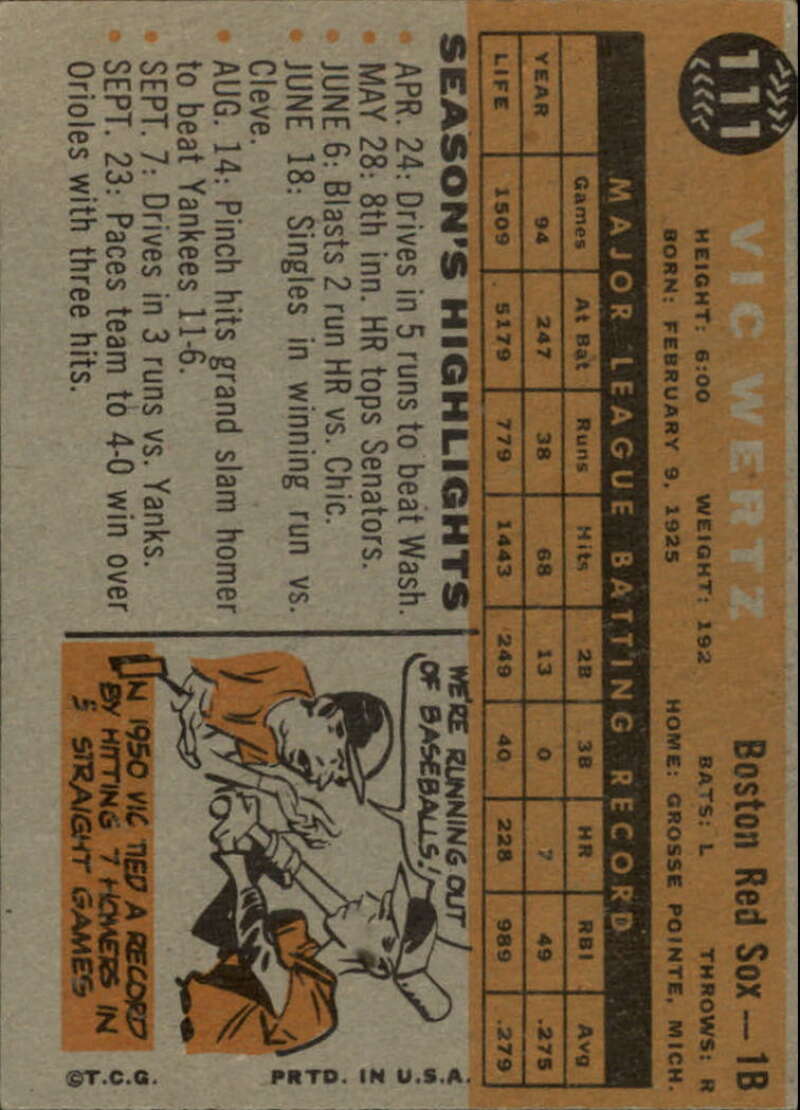 111
VIC WERTZ
Boston Red Sox — 1B
HEIGHT: 6:00 WEIGHT: 192 BATS: L THROWS: R
BORN: FEBRUARY 9, 1925 HOME: GROSSE POINTE, MICH.
MAJOR LEAGUE BATTING RECORD
Games At Bat Runs Hits 2B 3B HR RBI Avg
YEAR 94 247 38 68 13 0 7 49 .275
LIFE 1509 5179 779 1443 249 40 228 989 .279
SEASON'S HIGHLIGHTS
• APR. 24: Drives in 5 runs to beat Wash.
• MAY 28: 8th inn. HR tops Senators.
• JUNE 6: Blasts 2 run HR vs. Chic.
• JUNE 18: Singles in winning run vs.
Cleve.
• AUG. 14: Pinch hits grand slam homer
to beat Yankees 11-6.
• SEPT. 7: Drives in 3 runs vs. Yanks.
• SEPT. 23: Paces team to 4-0 win over
Orioles with three hits.
WE'RE RUNNING OUT
OF BASEBALLS!
IN 1950 VIC TIED A RECORD
BY HITTING 7 HOMERS IN
5 STRAIGHT GAMES
©T.C.G. PRTD. IN U.S.A.